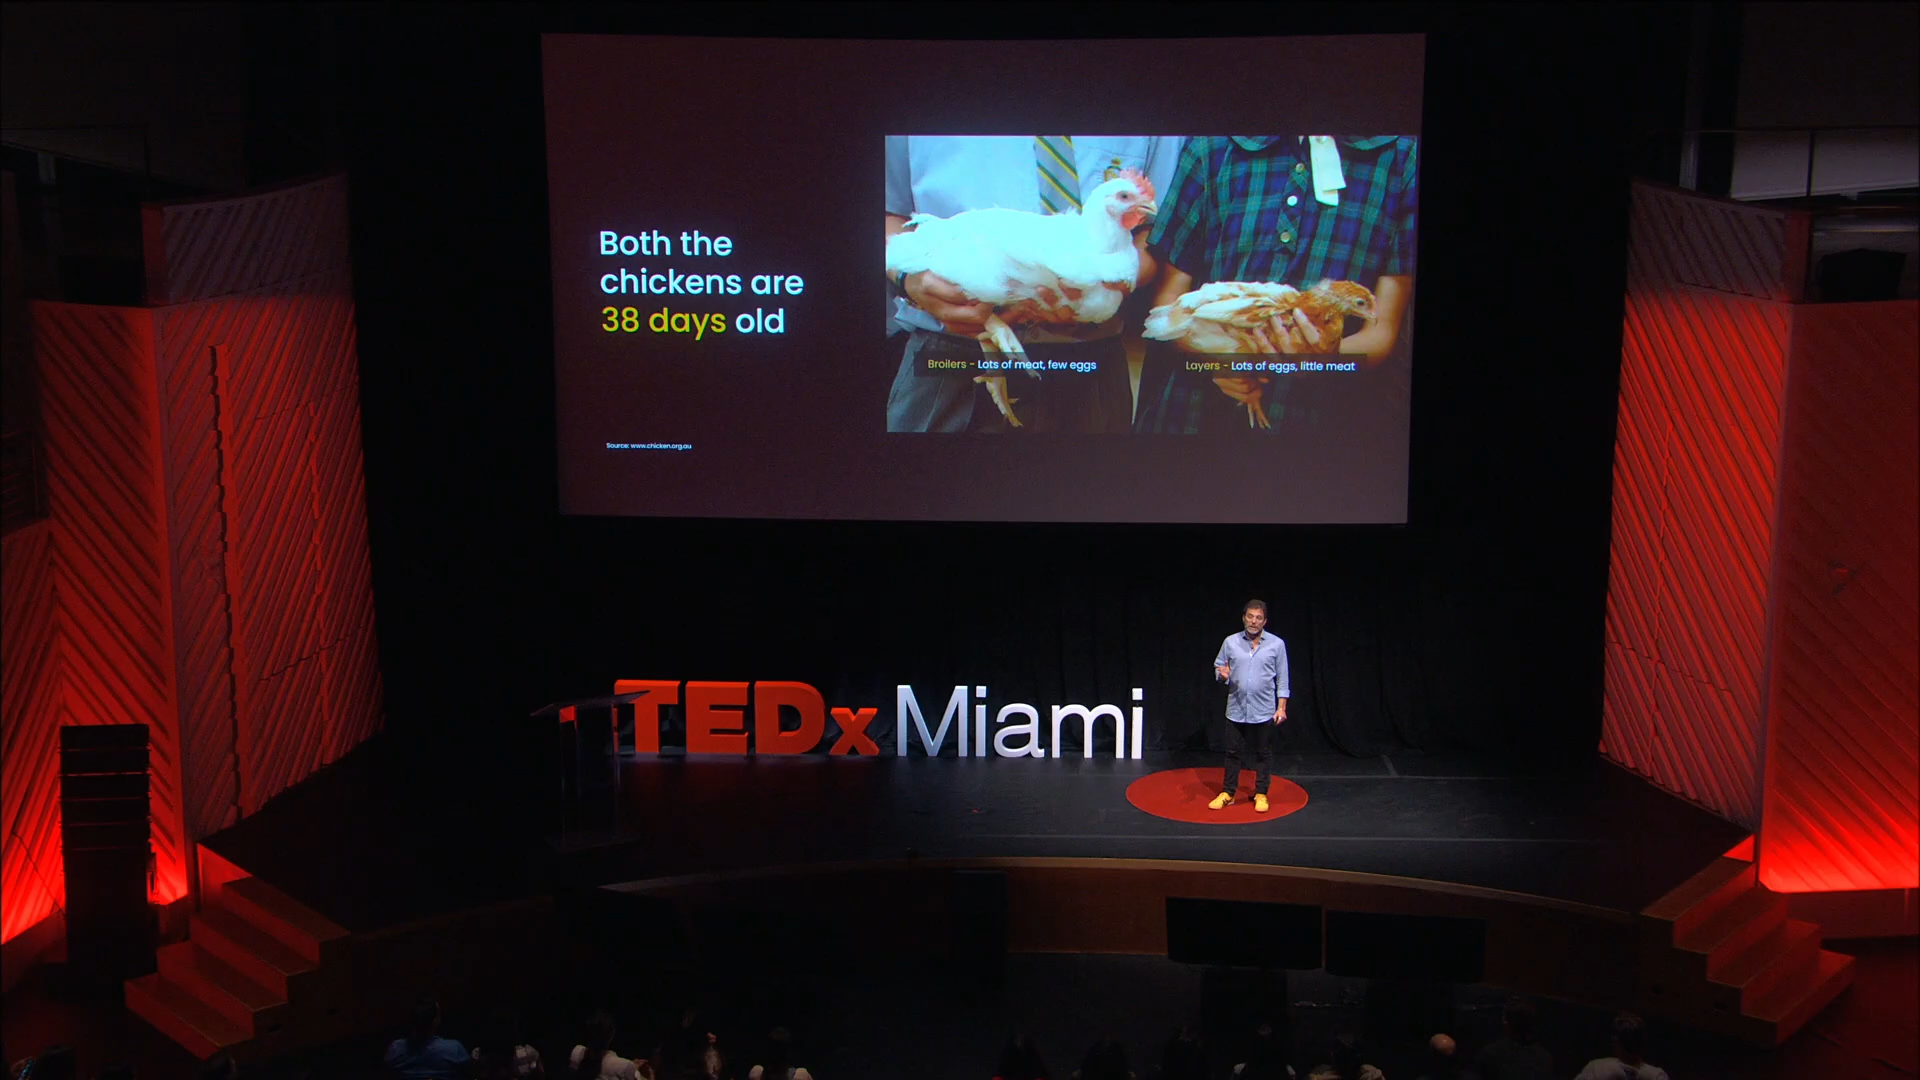 Both the
chickens are
38 days old
Broilers - Lots of meat, few eggs
Layers - Lots of eggs, little meat
Source: www.chicken.org.au
TEDx Miami